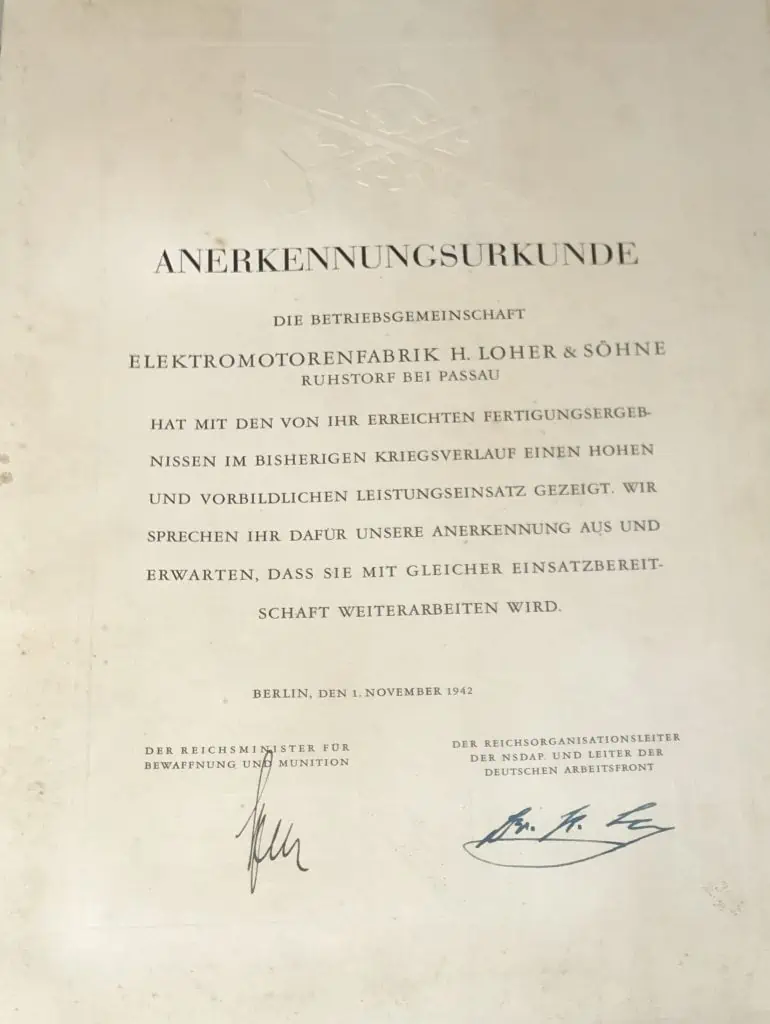 ANERKENNUNGSURKUNDE
DIE BETRIEBSGEMEINSCHAFT
ELEKTROMOTORENFABRIK H. LOHER & SÖHNE
RUHSTORF BEI PASSAU
HAT MIT DEN VON IHR ERREICHTEN FERTIGUNGSERGEB-
NISSEN IM BISHERIGEN KRIEGSVERLAUF EINEN HOHEN
UND VORBILDLICHEN LEISTUNGSEINSATZ GEZEIGT. WIR
SPRECHEN IHR DAFÜR UNSERE ANERKENNUNG AUS UND
ERWARTEN, DASS SIE MIT GLEICHER EINSATZBEREIT-
SCHAFT WEITERARBEITEN WIRD.
BERLIN, DEN 1. NOVEMBER 1942
DER REICHSMINISTER FÜR
BEWAFFNUNG UND MUNITION
DER REICHSORGANISATIONSLEITER
DER NSDAP. UND LEITER DER
DEUTSCHEN ARBEITSFRONT
Dr. R. Ley